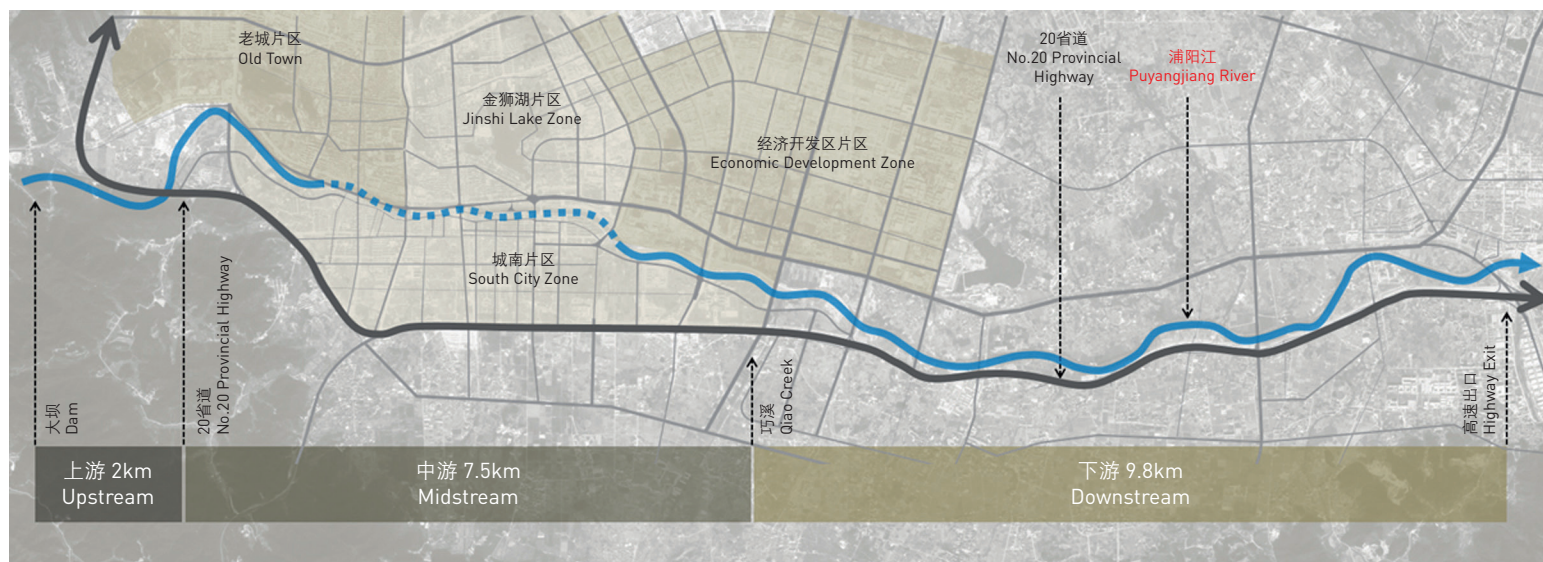 老城片区
Old Town
金狮湖片区
Jinshi Lake Zone
经济开发区片区
Economic Development Zone
20省道
No.20 Provincial
Highway
浦阳江
Puyangjiang River
城南片区
South City Zone
大坝
Dam
20省道
No.20 Provincial Highway
巧溪
Qiao Creek
高速出口
Highway Exit
上游 2km
Upstream
中游 7.5km
Midstream
下游 9.8km
Downstream